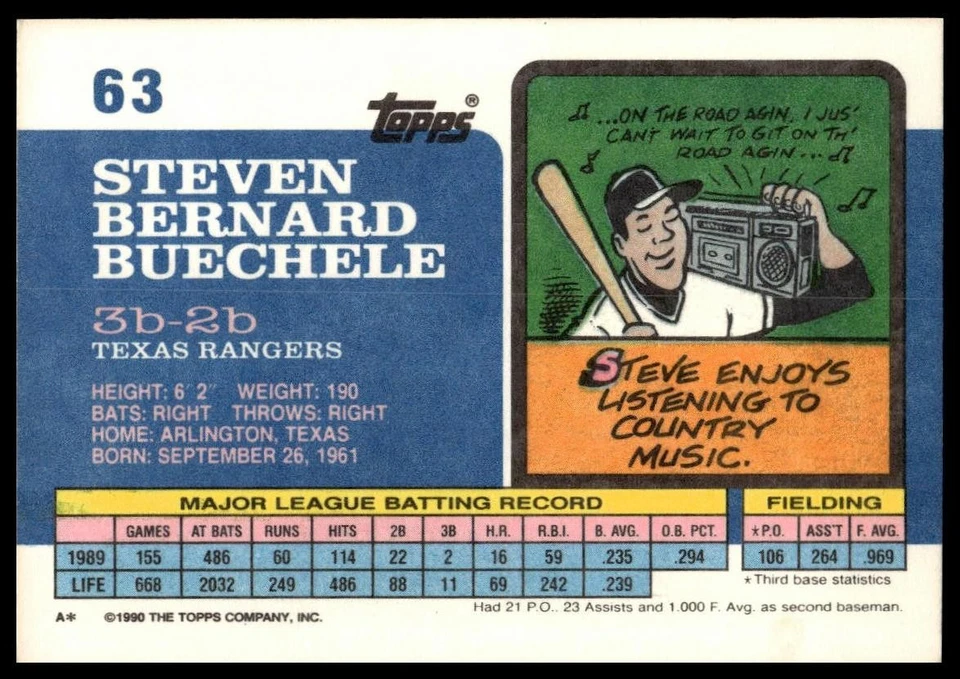 63
topps®
STEVEN
BERNARD
BUECHELE
3b-2b
TEXAS RANGERS
HEIGHT: 6' 2" WEIGHT: 190
BATS: RIGHT THROWS: RIGHT
HOME: ARLINGTON, TEXAS
BORN: SEPTEMBER 26, 1961
...ON THE ROAD AGIN. I JUS'
CAN'T WAIT TO GIT ON TH'
ROAD AGIN...
STEVE ENJOYS
LISTENING TO
COUNTRY
MUSIC.
MAJOR LEAGUE BATTING RECORD FIELDING
GAMES AT BATS RUNS HITS 2B 3B H.R. R.B.I. B. AVG. O.B. PCT. *P.O. ASS'T F. AVG.
1989 155 486 60 114 22 2 16 59 .235 .294 106 264 .969
LIFE 668 2032 249 486 88 11 69 242 .239
*Third base statistics
Had 21 P.O.. 23 Assists and 1.000 F. Avg. as second baseman.
A* ©1990 THE TOPPS COMPANY, INC.